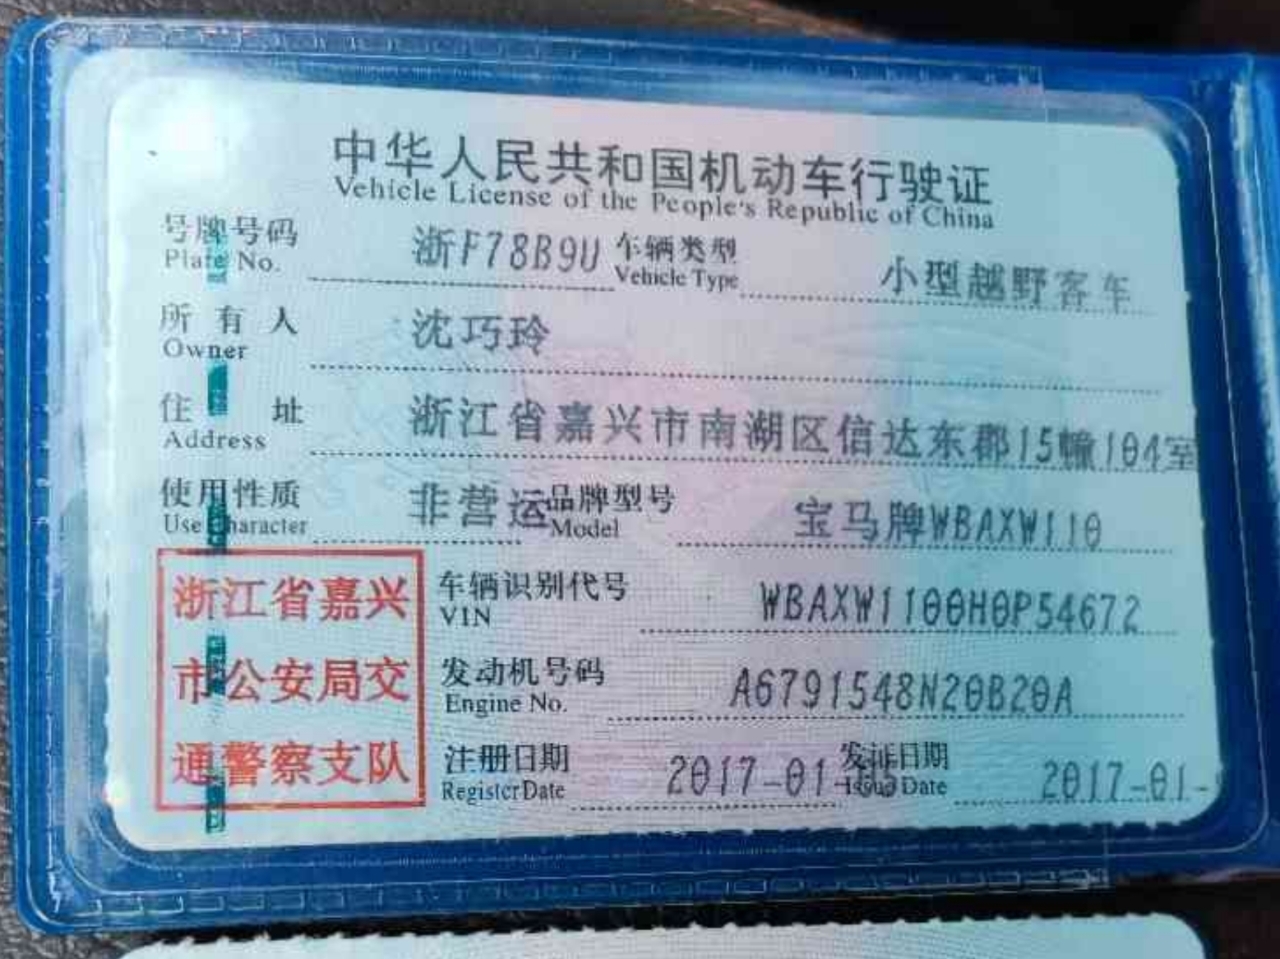 中华人民共和国机动车行驶证
Vehicle License of the People's Republic of China
号牌号码 浙F78B9U 车辆类型 小型越野客车
Plate No. Vehicle Type
所有人 沈巧玲
Owner
住址 浙江省嘉兴市南湖区信达东郡15幢104室
Address
使用性质 非营运 品牌型号 宝马牌WBAXW110
Use Character Model
浙江省嘉兴
市公安局交
通警察支队
车辆识别代号 WBAXW1100H0P54672
VIN
发动机号码 A6791548N20B20A
Engine No.
注册日期 2017-01-05 发证日期 2017-01-
Register Date Issue Date